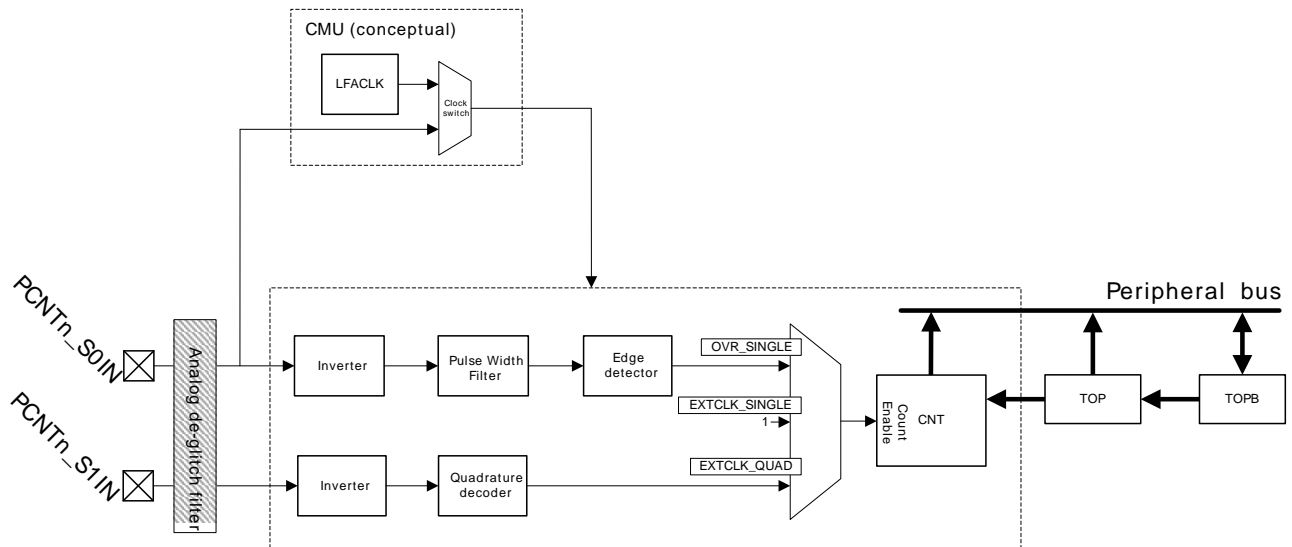 CMU (conceptual)
LFACLK
Clock
switch
PCNTn_S0IN
PCNTn_S1IN
Analog de-glitch filter
Inverter
Pulse Width
Filter
Edge
detector
OVR_SINGLE
EXTCLK_SINGLE
1
EXTCLK_QUAD
Inverter
Quadrature
decoder
Count
Enable
CNT
Peripheral bus
TOP
TOPB